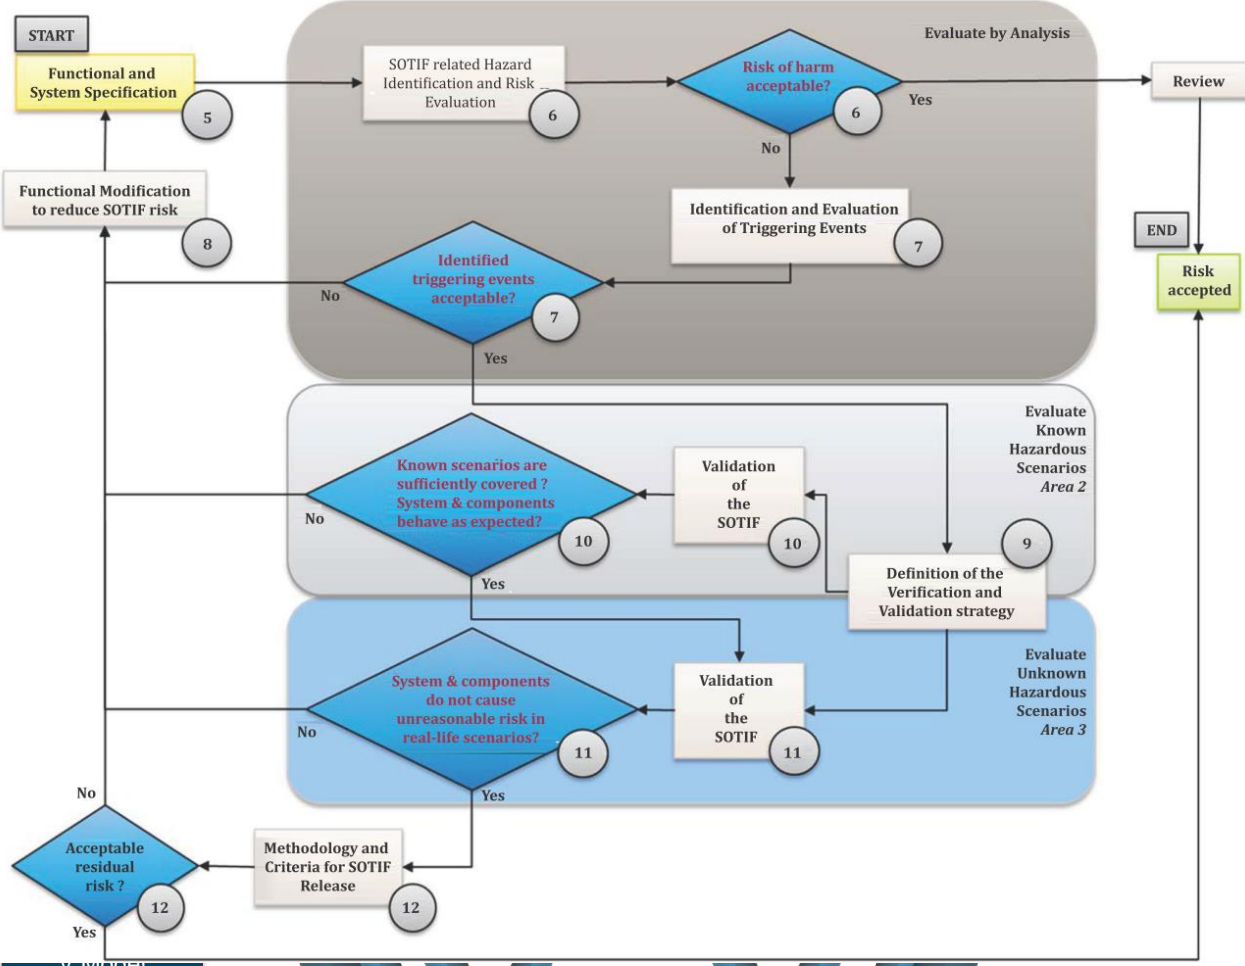 START
Functional and
System Specification
5
SOTIF related Hazard
Identification and Risk
Evaluation
6
Risk of harm
acceptable?
6
Evaluate by Analysis
Yes
Review
No
Functional Modification
to reduce SOTIF risk
8
Identification and Evaluation
of Triggering Events
7
END
Risk
accepted
Identified
triggering events
acceptable?
7
No
Yes
Evaluate
Known
Hazardous
Scenarios
Area 2
Known scenarios are
sufficiently covered ?
System & components
behave as expected?
10
No
Yes
Validation
of
the
SOTIF
10
9
Definition of the
Verification and
Validation strategy
Evaluate
Unknown
Hazardous
Scenarios
Area 3
System & components
do not cause
unreasonable risk in
real-life scenarios?
11
No
Yes
Validation
of
the
SOTIF
11
No
Acceptable
residual
risk ?
12
Yes
Methodology and
Criteria for SOTIF
Release
12